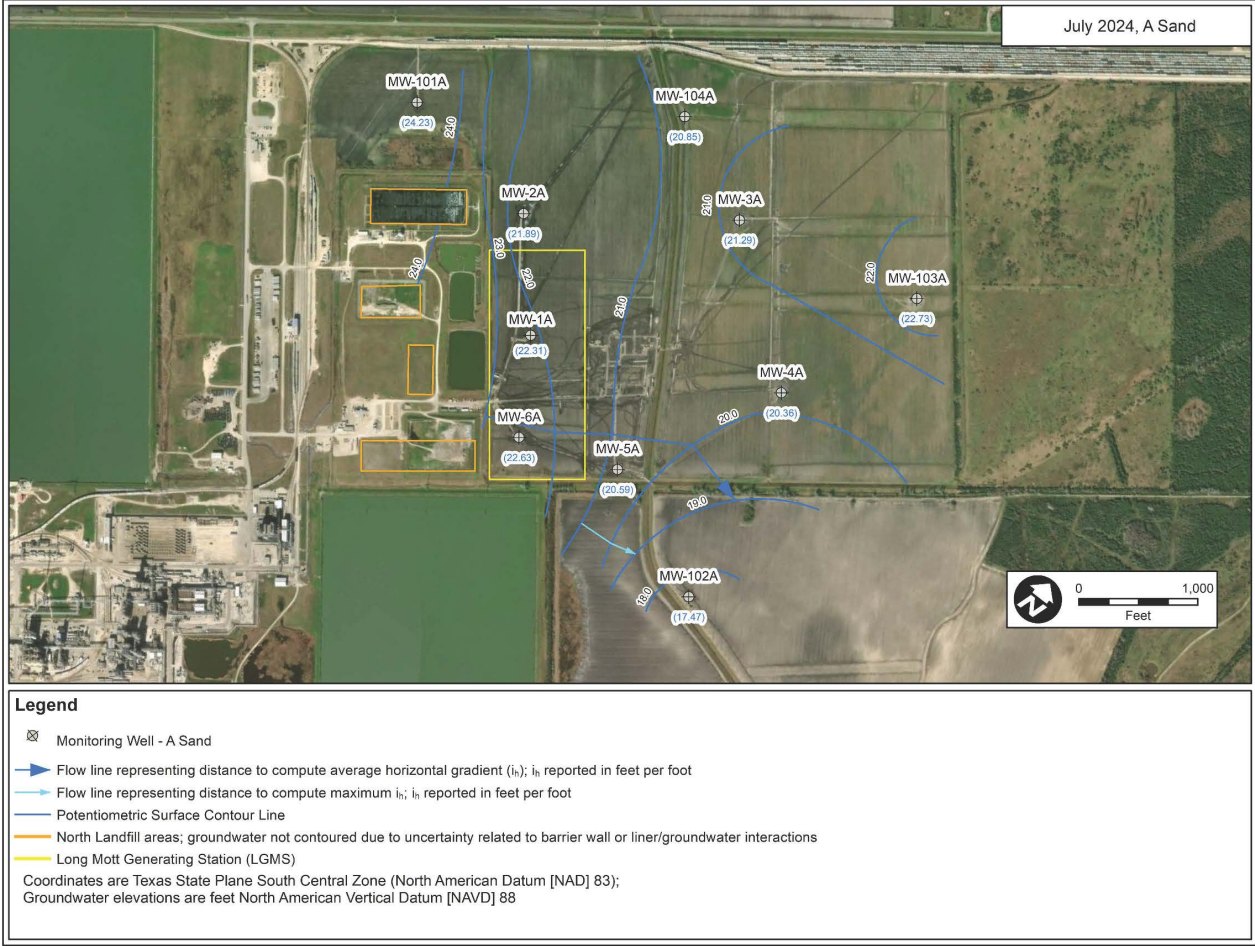 July 2024, A Sand
MW-101A
(24.23)
24.0
MW-104A
(20.85)
MW-2A
(21.89)
21.0
MW-3A
(21.29)
23.0
24.0
22.0
22.0
MW-103A
(22.73)
21.0
MW-1A
(22.31)
MW-4A
(20.36)
20.0
MW-6A
(22.63)
MW-5A
(20.59)
19.0
MW-102A
(17.47)
18.0
N
0 1,000
Feet
Legend
Monitoring Well - A Sand
Flow line representing distance to compute average horizontal gradient (iₕ); iₕ reported in feet per foot
Flow line representing distance to compute maximum iₕ; iₕ reported in feet per foot
Potentiometric Surface Contour Line
North Landfill areas; groundwater not contoured due to uncertainty related to barrier wall or liner/groundwater interactions
Long Mott Generating Station (LGMS)
Coordinates are Texas State Plane South Central Zone (North American Datum [NAD] 83);
Groundwater elevations are feet North American Vertical Datum [NAVD] 88